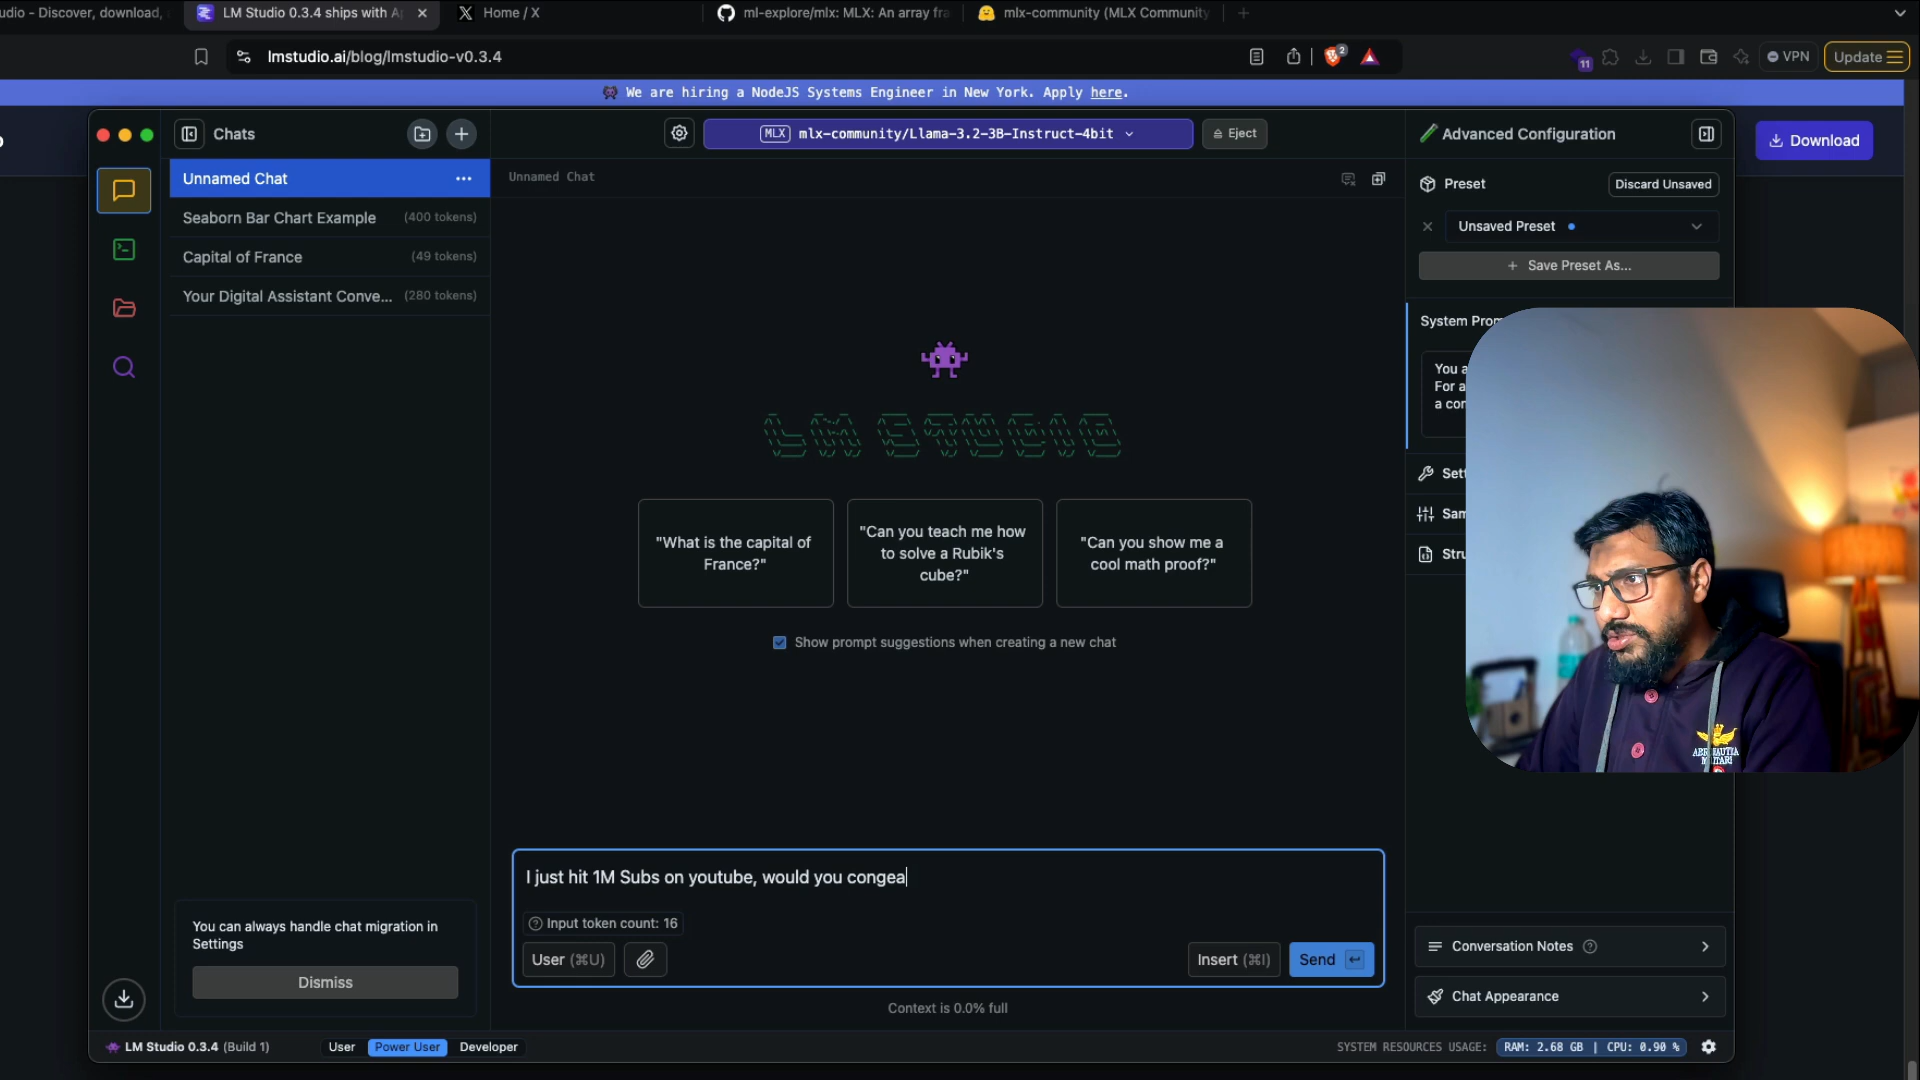 udio - Discover, download,
LM Studio 0.3.4 ships with Ap
Home / X
ml-explore/mlx: MLX: An array fra
mlx-community (MLX Community
lmstudio.ai/blog/lmstudio-v0.3.4
2
11
VPN
Update
We are hiring a NodeJS Systems Engineer in New York. Apply here.
Download
Chats
MLX mlx-community/Llama-3.2-3B-Instruct-4bit
Eject
Advanced Configuration
Unnamed Chat
Seaborn Bar Chart Example (400 tokens)
Capital of France (49 tokens)
Your Digital Assistant Conve... (280 tokens)
Unnamed Chat
Preset
Discard Unsaved
Unsaved Preset
+ Save Preset As...
System Prom
You a
For a
a con
Sett
Sam
Stru
LM STUDIO
"What is the capital of
France?"
"Can you teach me how
to solve a Rubik's
cube?"
"Can you show me a
cool math proof?"
Show prompt suggestions when creating a new chat
I just hit 1M Subs on youtube, would you congea
Input token count: 16
User (⌘U)
Insert (⌘I)
Send
Context is 0.0% full
You can always handle chat migration in
Settings
Dismiss
Conversation Notes
Chat Appearance
LM Studio 0.3.4 (Build 1)
User
Power User
Developer
SYSTEM RESOURCES USAGE:
RAM: 2.68 GB | CPU: 0.90 %